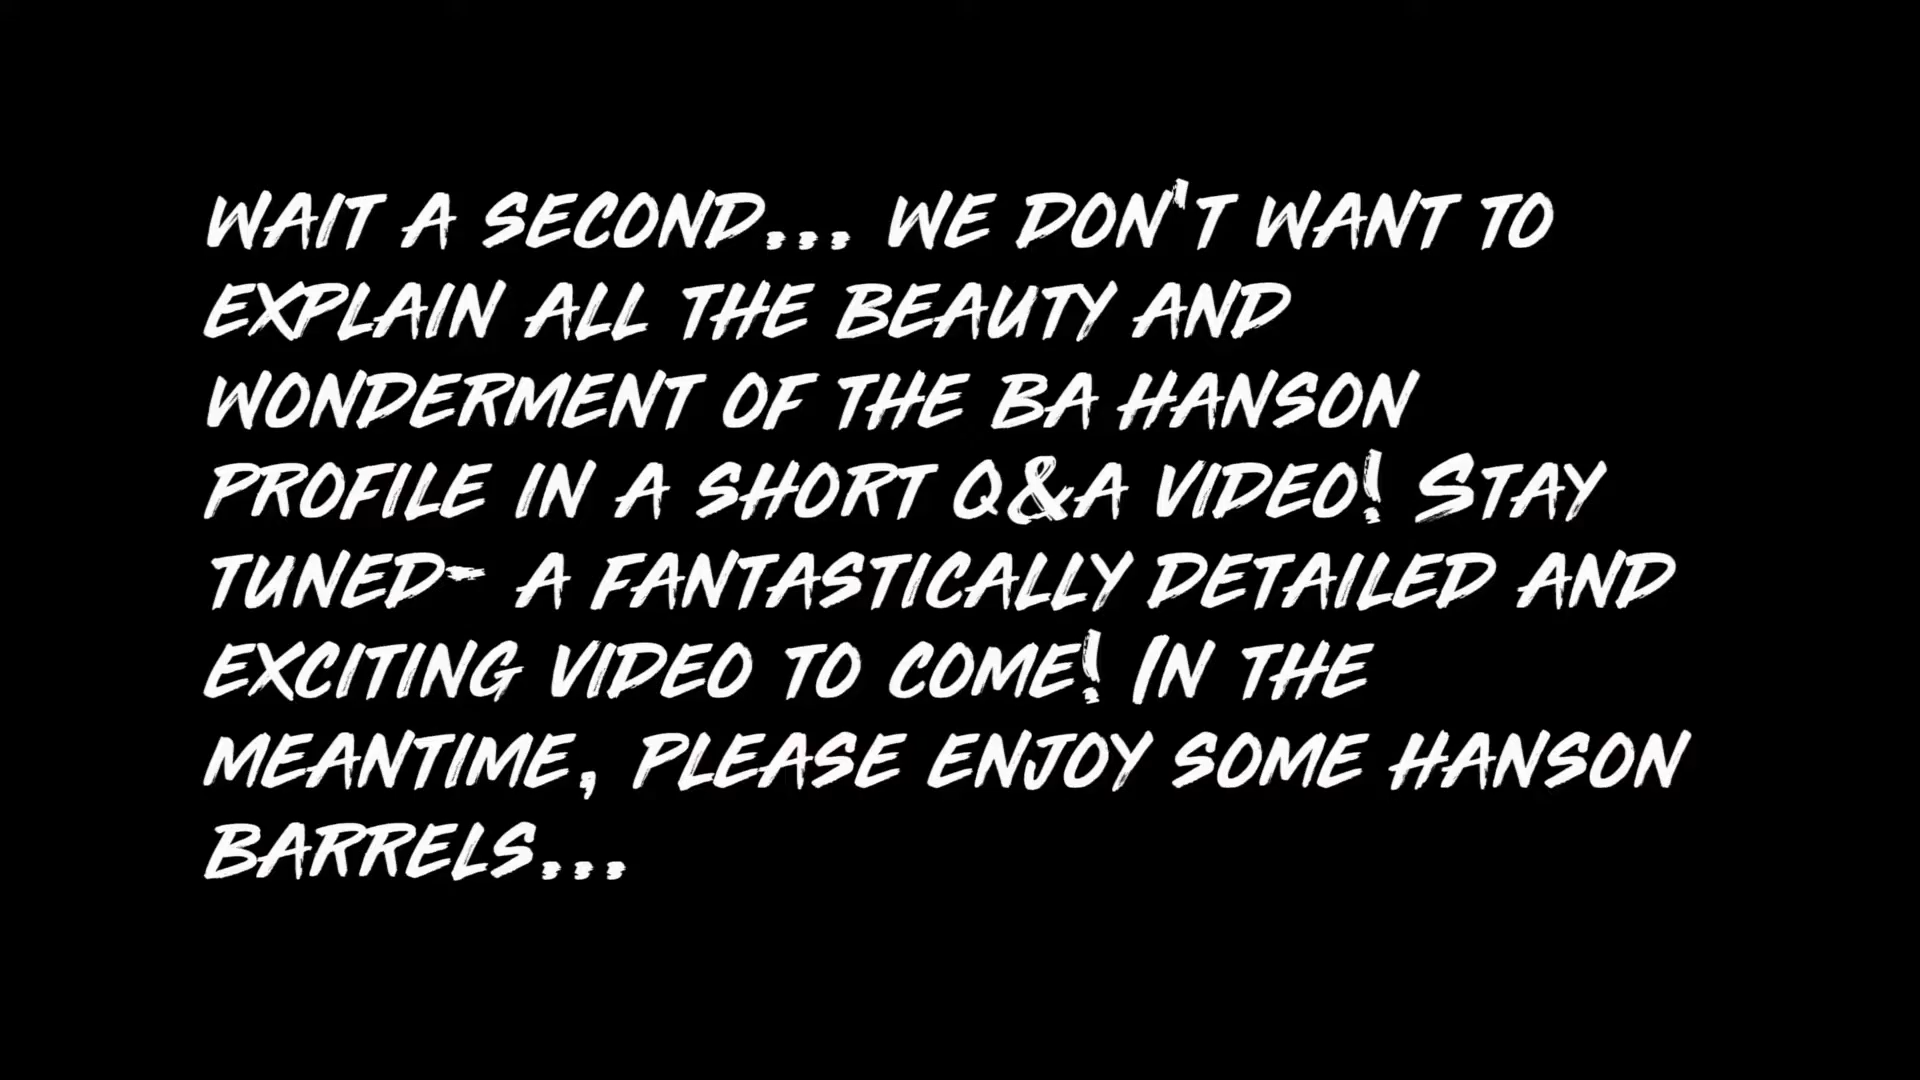 WAIT A SECOND... WE DON'T WANT TO
EXPLAIN ALL THE BEAUTY AND
WONDERMENT OF THE BA HANSON
PROFILE IN A SHORT Q&A VIDEO! STAY
TUNED- A FANTASTICALLY DETAILED AND
EXCITING VIDEO TO COME! IN THE
MEANTIME, PLEASE ENJOY SOME HANSON
BARRELS...